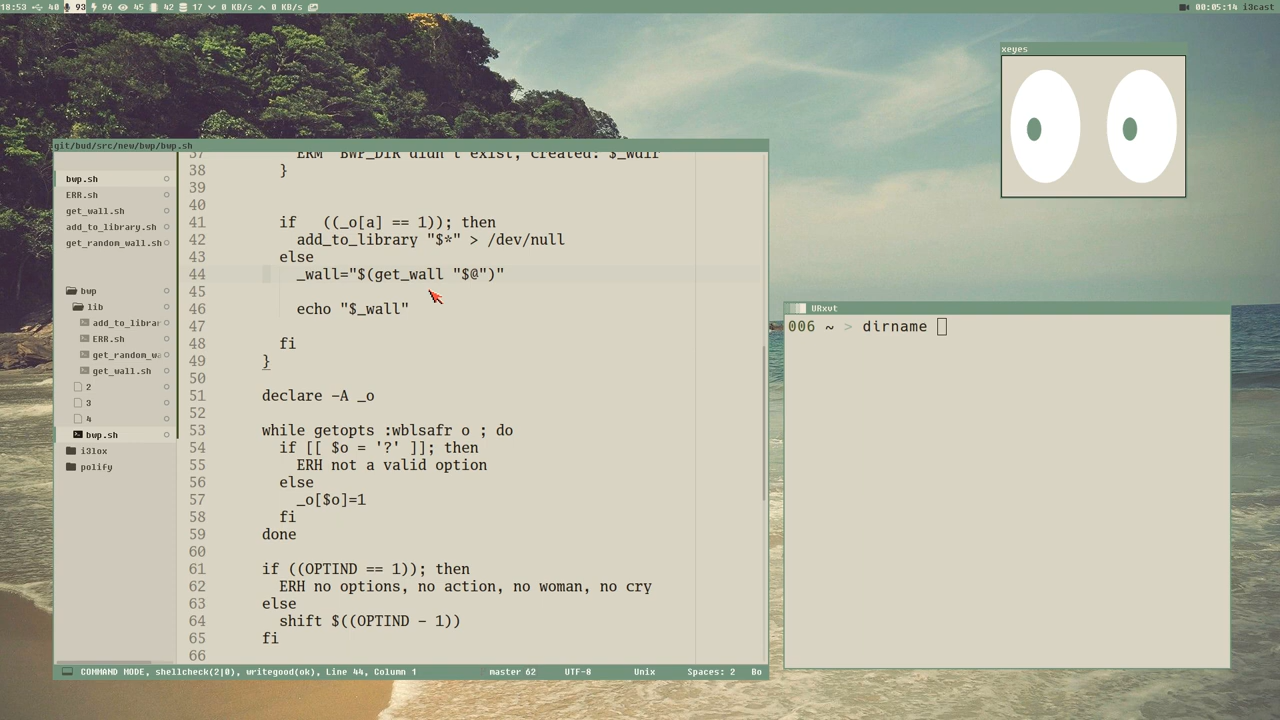 18:53 40 93 96 45 42 17 0 KB/s 0 KB/s
00:05:14 i3cast
xeyes
git/bud/src/new/bwp/bwp.sh
bwp.sh
ERR.sh
get_wall.sh
add_to_library.sh
get_random_wall.sh
bwp
lib
add_to_librar
ERR.sh
get_random_wa
get_wall.sh
2
3
4
bwp.sh
i3lox
polify
37 ERM "BWP_DIR didn't exist, created: $_wdir
38 }
39
40
41 if ((_o[a] == 1)); then
42 add_to_library "$*" > /dev/null
43 else
44 _wall="$(get_wall "$@")"
45
46 echo "$_wall"
47
48 fi
49 }
50
51 declare -A _o
52
53 while getopts :wblsafr o ; do
54 if [[ $o = '?' ]]; then
55 ERH not a valid option
56 else
57 _o[$o]=1
58 fi
59 done
60
61 if ((OPTIND == 1)); then
62 ERH no options, no action, no woman, no cry
63 else
64 shift $((OPTIND - 1))
65 fi
66
COMMAND MODE, shellcheck(2|0), writegood(ok), Line 44, Column 1 master 62 UTF-8 Unix Spaces: 2 Bo
URxvt
006 ~ > dirname